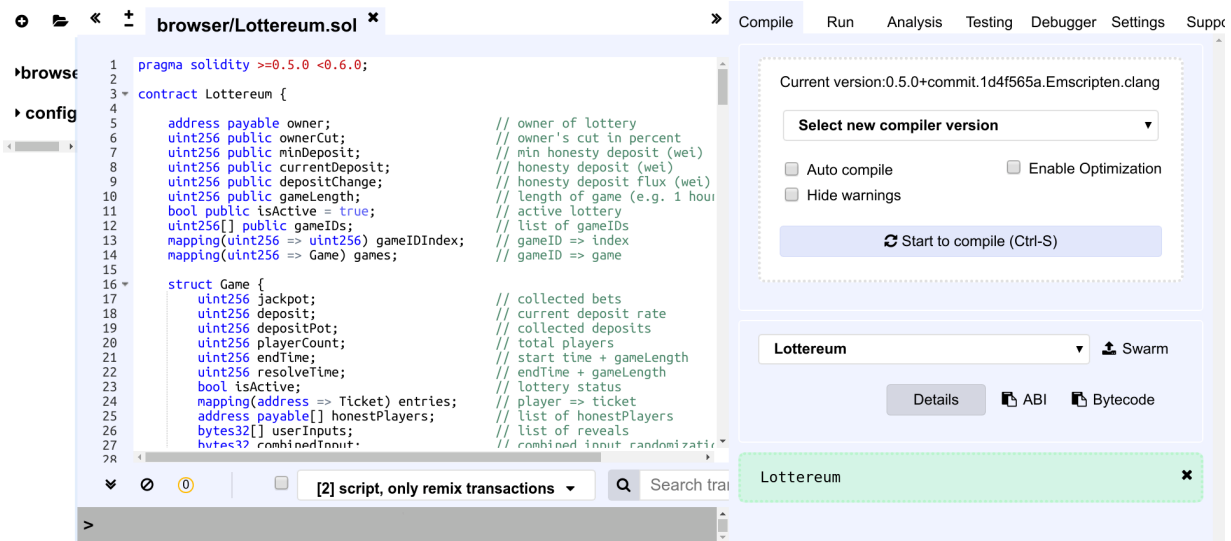 browser/Lottereum.sol
Compile Run Analysis Testing Debugger Settings Suppo
browse
config
1 pragma solidity >=0.5.0 <0.6.0;
2
3 contract Lottereum {
4
5 address payable owner; // owner of lottery
6 uint256 public ownerCut; // owner's cut in percent
7 uint256 public minDeposit; // min honesty deposit (wei)
8 uint256 public currentDeposit; // honesty deposit (wei)
9 uint256 public depositChange; // honesty deposit flux (wei)
10 uint256 public gameLength; // length of game (e.g. 1 hour
11 bool public isActive = true; // active lottery
12 uint256[] public gameIDs; // list of gameIDs
13 mapping(uint256 => uint256) gameIDIndex; // gameID => index
14 mapping(uint256 => Game) games; // gameID => game
15
16 struct Game {
17 uint256 jackpot; // collected bets
18 uint256 deposit; // current deposit rate
19 uint256 depositPot; // collected deposits
20 uint256 playerCount; // total players
21 uint256 endTime; // start time + gameLength
22 uint256 resolveTime; // endTime + gameLength
23 bool isActive; // lottery status
24 mapping(address => Ticket) entries; // player => ticket
25 address payable[] honestPlayers; // list of honestPlayers
26 bytes32[] userInputs; // list of reveals
27 bytes32 combinedInput; // combined input randomizatio
28
0
[2] script, only remix transactions
Search tran
>
Current version:0.5.0+commit.1d4f565a.Emscripten.clang
Select new compiler version
Auto compile
Enable Optimization
Hide warnings
Start to compile (Ctrl-S)
Lottereum
Swarm
Details
ABI
Bytecode
Lottereum